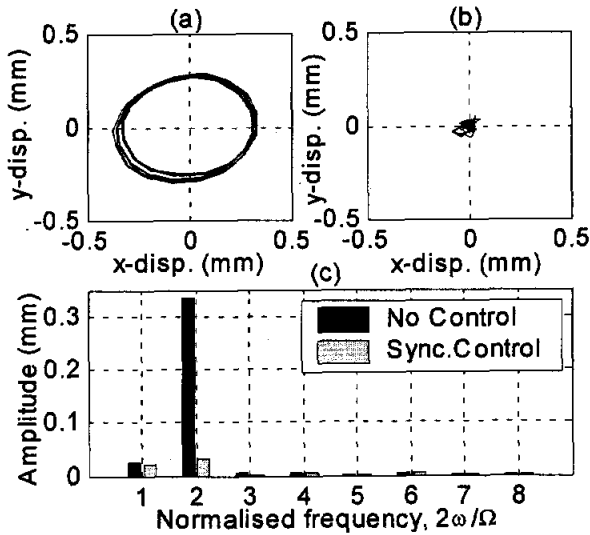 (a)
0.5
y-disp. (mm)
0
-0.5
-0.5 0 0.5
x-disp. (mm)
(b)
0.5
y-disp. (mm)
0
-0.5
-0.5 0 0.5
x-disp. (mm)
(c)
Amplitude (mm)
0.3
0.2
0.1
0
No Control
Sync.Control
1 2 3 4 5 6 7 8
Normalised frequency, 2ω/Ω